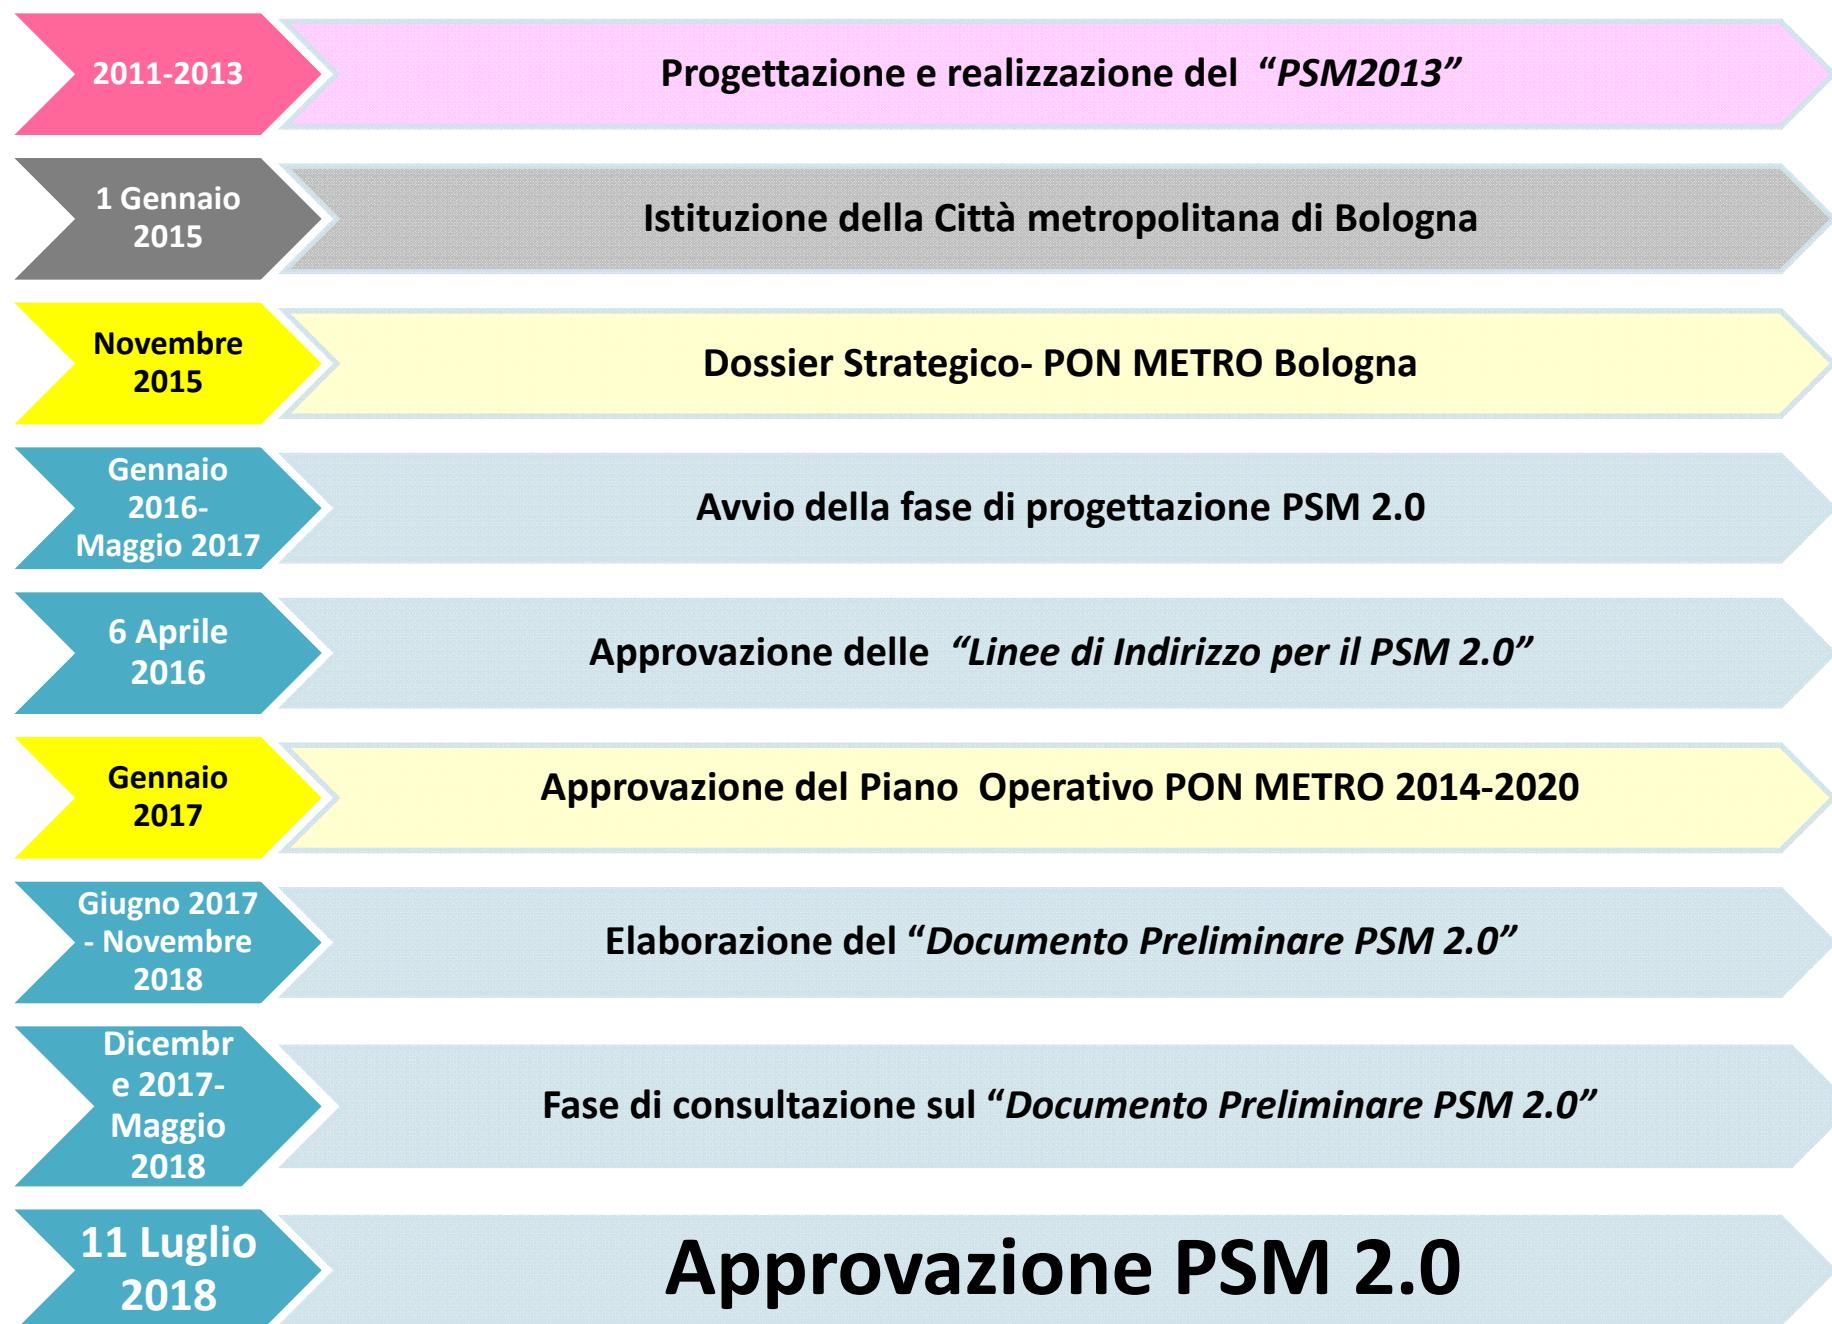 2011-2013
Progettazione e realizzazione del “PSM2013”
1 Gennaio
2015
Istituzione della Città metropolitana di Bologna
Novembre
2015
Dossier Strategico- PON METRO Bologna
Gennaio
2016-
Maggio 2017
Avvio della fase di progettazione PSM 2.0
6 Aprile
2016
Approvazione delle “Linee di Indirizzo per il PSM 2.0”
Gennaio
2017
Approvazione del Piano Operativo PON METRO 2014-2020
Giugno 2017
- Novembre
2018
Elaborazione del “Documento Preliminare PSM 2.0”
Dicembr
e 2017-
Maggio
2018
Fase di consultazione sul “Documento Preliminare PSM 2.0”
11 Luglio
2018
Approvazione PSM 2.0